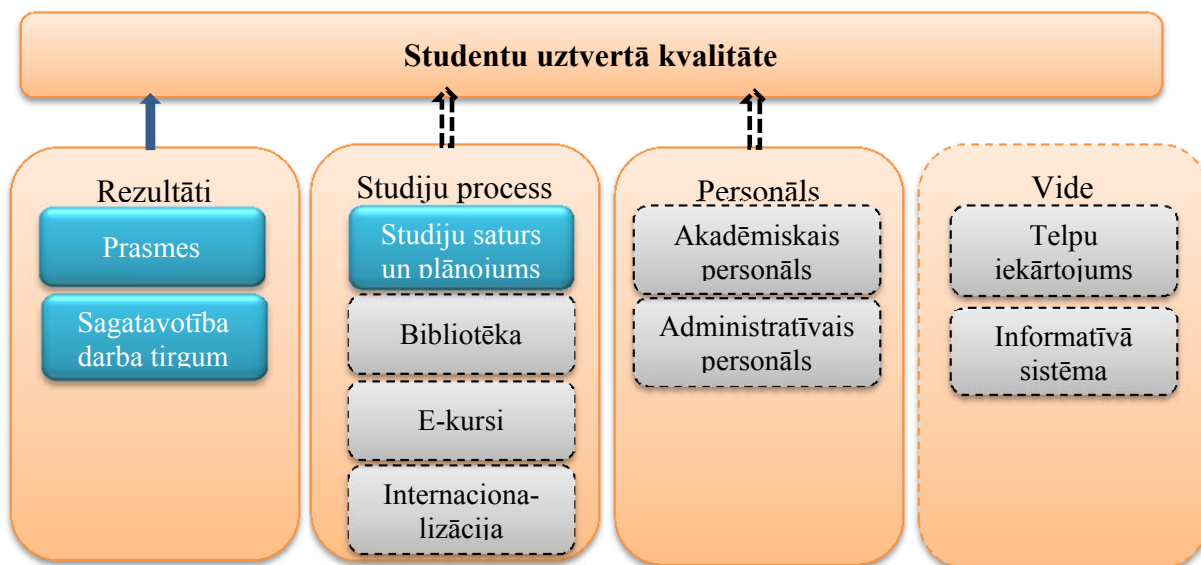 Studentu uztvertā kvalitāte
Rezultāti
Prasmes
Sagatavotība
darba tirgum
Studiju process
Studiju saturs
un plānojums
Bibliotēka
E-kursi
Internaciona-
lizācija
Personāls
Akadēmiskais
personāls
Administratīvais
personāls
Vide
Telpu
iekārtojums
Informatīvā
sistēma